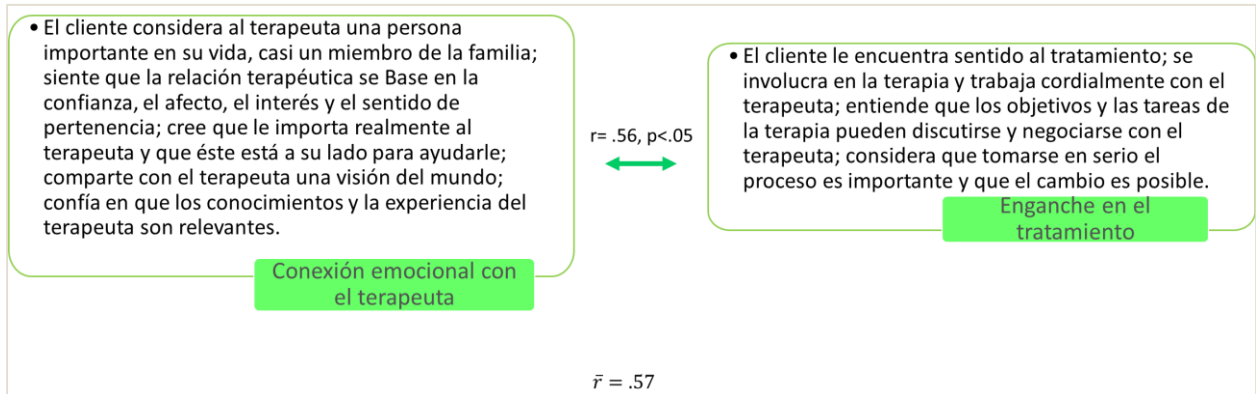 • El cliente considera al terapeuta una persona
importante en su vida, casi un miembro de la familia;
siente que la relación terapéutica se Base en la
confianza, el afecto, el interés y el sentido de
pertenencia; cree que le importa realmente al
terapeuta y que éste está a su lado para ayudarle;
comparte con el terapeuta una visión del mundo;
confía en que los conocimientos y la experiencia del
terapeuta son relevantes.
Conexión emocional con
el terapeuta
r= .56, p<.05
• El cliente le encuentra sentido al tratamiento; se
involucra en la terapia y trabaja cordialmente con el
terapeuta; entiende que los objetivos y las tareas de
la terapia pueden discutirse y negociarse con el
terapeuta; considera que tomarse en serio el
proceso es importante y que el cambio es posible.
Enganche en el
tratamiento
r̄ = .57